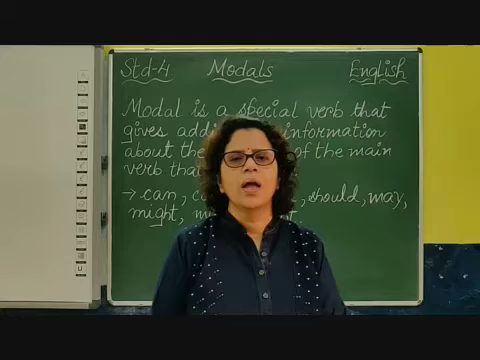 Std-4 Modals English
Modal is a special verb that
gives information
about the of the main
verb that
→ can, should, may,
might,